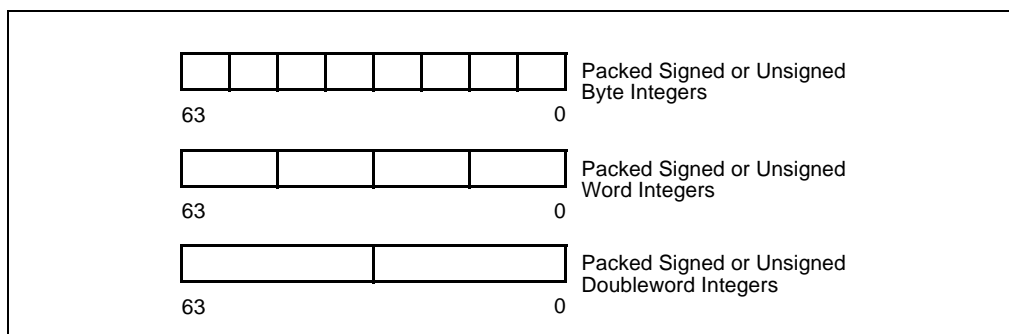 Packed Signed or Unsigned
Byte Integers
63 0
Packed Signed or Unsigned
Word Integers
63 0
Packed Signed or Unsigned
Doubleword Integers
63 0